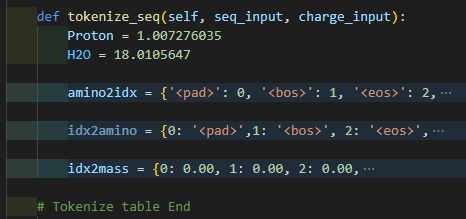 def tokenize_seq(self, seq_input, charge_input):
Proton = 1.007276035
H2O = 18.0105647
amino2idx = {'<pad>': 0, '<bos>': 1, '<eos>': 2,…
idx2amino = {0: '<pad>',1: '<bos>', 2: '<eos>',…
idx2mass = {0: 0.00, 1: 0.00, 2: 0.00,…
# Tokenize table End